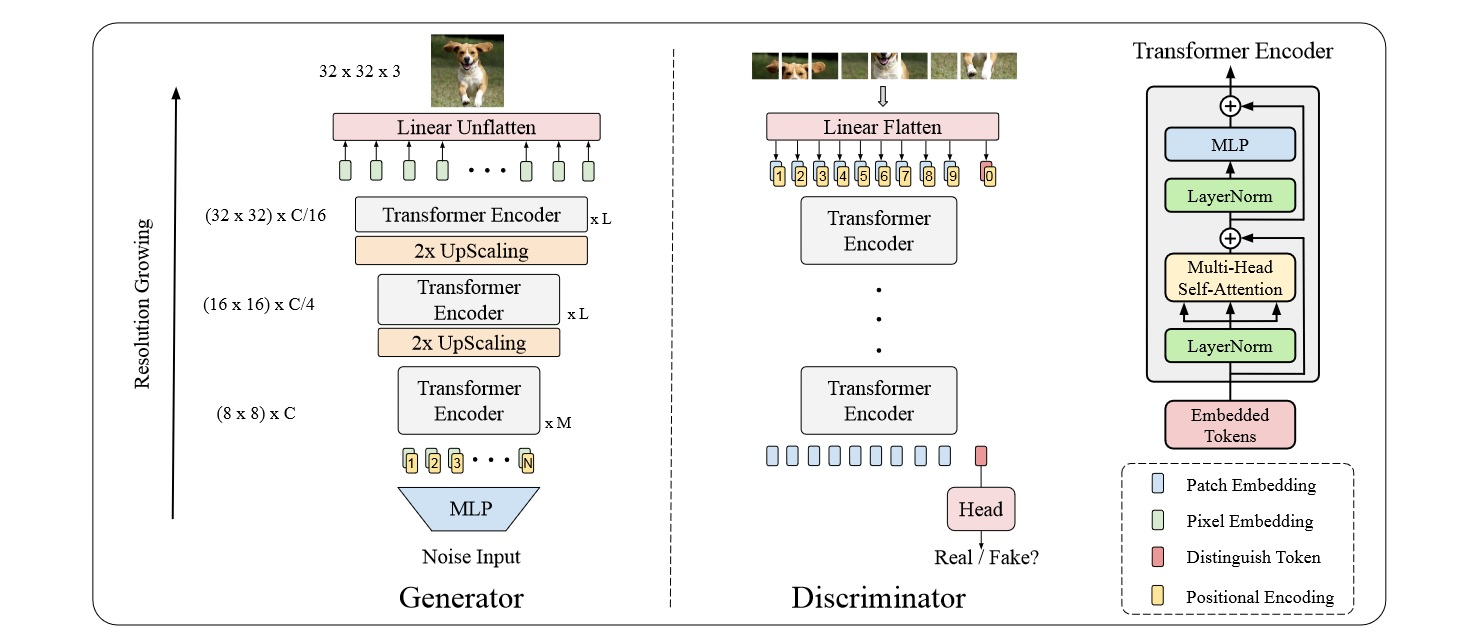 32 x 32 x 3
Linear Unflatten
(32 x 32) x C/16
Transformer Encoder
x L
2x UpScaling
(16 x 16) x C/4
Transformer
Encoder
x L
2x UpScaling
(8 x 8) x C
Transformer
Encoder
x M
1 2 3 N
MLP
Noise Input
Generator
Resolution Growing
Linear Flatten
1 2 3 4 5 6 7 8 9 0
Transformer
Encoder
Transformer
Encoder
Head
Real / Fake?
Discriminator
Transformer Encoder
MLP
LayerNorm
Multi-Head
Self-Attention
LayerNorm
Embedded
Tokens
Patch Embedding
Pixel Embedding
Distinguish Token
Positional Encoding